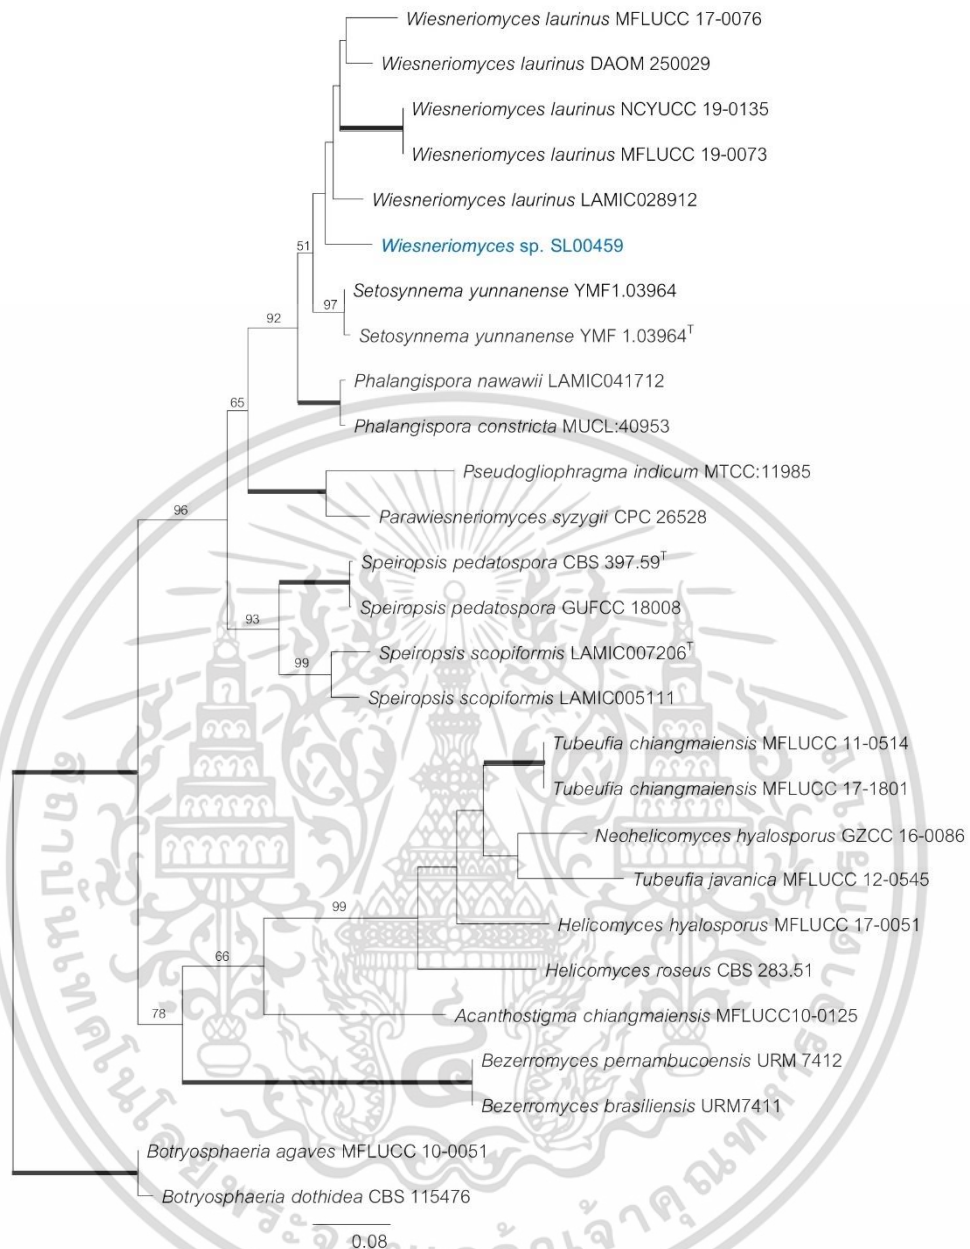 Wiesneriomyces laurinus MFLUCC 17-0076
Wiesneriomyces laurinus DAOM 250029
Wiesneriomyces laurinus NCYUCC 19-0135
Wiesneriomyces laurinus MFLUCC 19-0073
Wiesneriomyces laurinus LAMIC028912
Wiesneriomyces sp. SL00459
51
Setosynnema yunnanense YMF1.03964
97
Setosynnema yunnanense YMF 1.03964ᵀ
92
Phalangispora nawawii LAMIC041712
65
Phalangispora constricta MUCL:40953
Pseudogliophragma indicum MTCC:11985
96
Parawiesneriomyces syzygii CPC 26528
Speiropsis pedatospora CBS 397.59ᵀ
Speiropsis pedatospora GUFCC 18008
93
Speiropsis scopiformis LAMIC007206ᵀ
99
Speiropsis scopiformis LAMIC005111
Tubeufia chiangmaiensis MFLUCC 11-0514
Tubeufia chiangmaiensis MFLUCC 17-1801
Neohelicomyces hyalosporus GZCC 16-0086
Tubeufia javanica MFLUCC 12-0545
99
Helicomyces hyalosporus MFLUCC 17-0051
66
Helicomyces roseus CBS 283.51
78
Acanthostigma chiangmaiensis MFLUCC10-0125
Bezerromyces pernambucoensis URM 7412
Bezerromyces brasiliensis URM7411
Botryosphaeria agaves MFLUCC 10-0051
Botryosphaeria dothidea CBS 115476
0.08